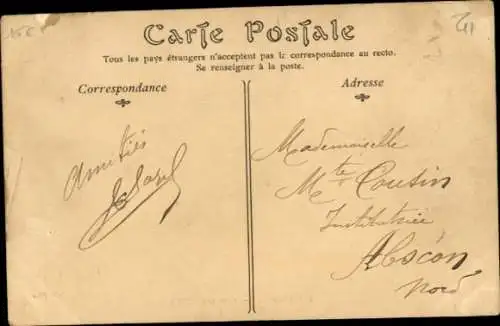 Carte Postale
Tous les pays étrangers n'acceptent pas la correspondance au recto.
Se renseigner à la poste.
Correspondance
Adresse
Amitiés
Mademoiselle
Mte Cousin
Institutrice
Abscon
Nord